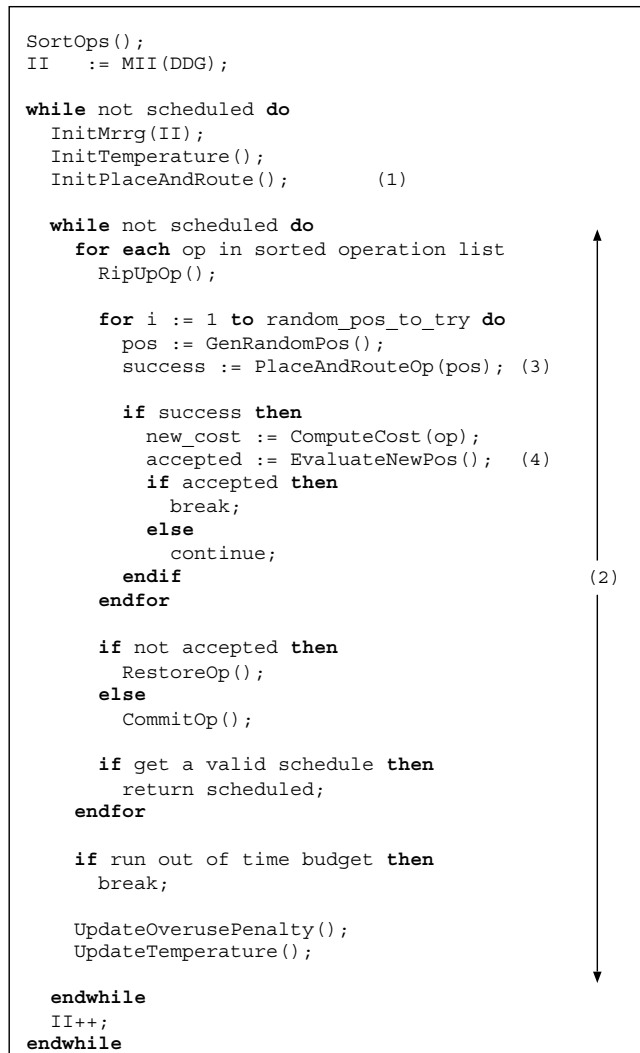 SortOps();
II := MII(DDG);
while not scheduled do
InitMrrg(II);
InitTemperature();
InitPlaceAndRoute(); (1)
while not scheduled do
for each op in sorted operation list
RipUpOp();
for i := 1 to random_pos_to_try do
pos := GenRandomPos();
success := PlaceAndRouteOp(pos); (3)
if success then
new_cost := ComputeCost(op);
accepted := EvaluateNewPos(); (4)
if accepted then
break;
else
continue;
endif (2)
endfor
if not accepted then
RestoreOp();
else
CommitOp();
if get a valid schedule then
return scheduled;
endfor
if run out of time budget then
break;
UpdateOverusePenalty();
UpdateTemperature();
endwhile
II++;
endwhile